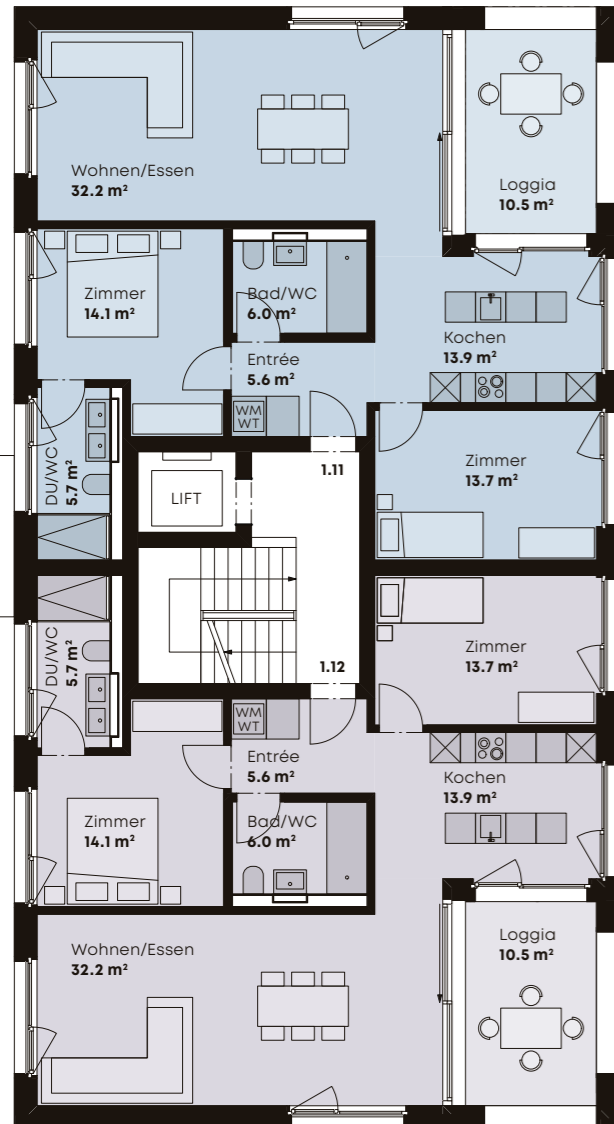 Wohnen/Essen
32.2 m²
Loggia
10.5 m²
Zimmer
14.1 m²
Bad/WC
6.0 m²
Kochen
13.9 m²
Entrée
5.6 m²
WM
WT
DU/WC
5.7 m²
1.11
Zimmer
13.7 m²
LIFT
DU/WC
5.7 m²
1.12
Zimmer
13.7 m²
WM
WT
Entrée
5.6 m²
Kochen
13.9 m²
Zimmer
14.1 m²
Bad/WC
6.0 m²
Wohnen/Essen
32.2 m²
Loggia
10.5 m²